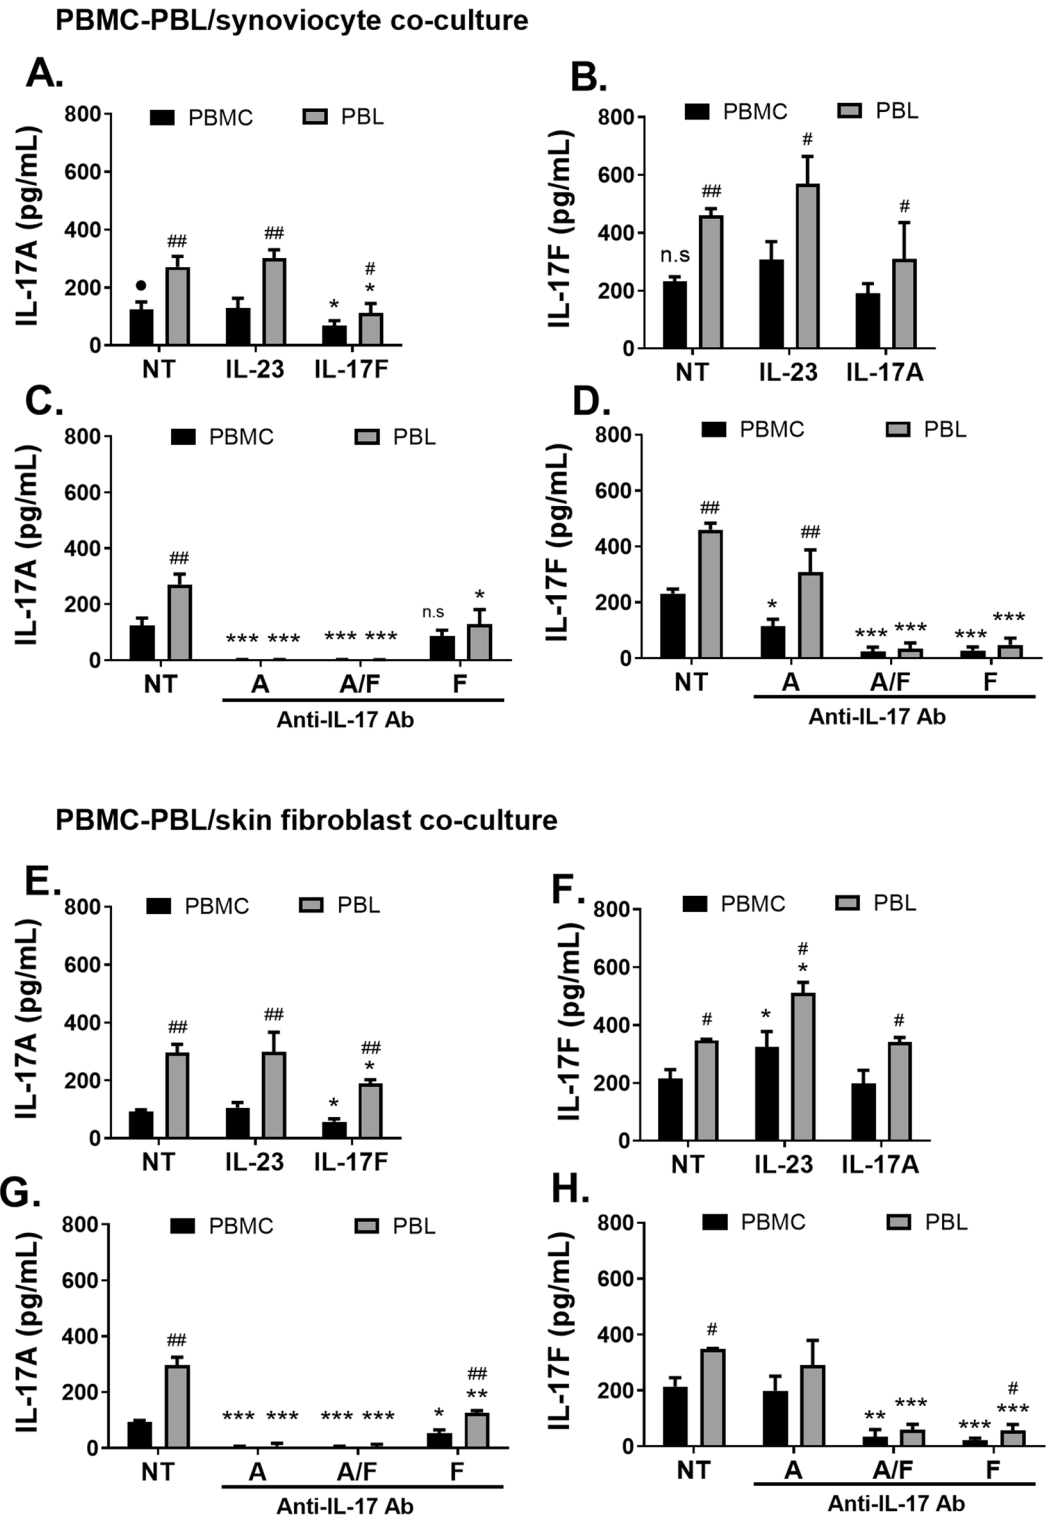 PBMC-PBL/synoviocyte co-culture
A.
PBMC PBL
IL-17A (pg/mL)
800
600
400
200
0
● ## ## * # *
NT IL-23 IL-17F
B.
PBMC PBL
IL-17F (pg/mL)
800
600
400
200
0
n.s ## # #
NT IL-23 IL-17A
C.
PBMC PBL
IL-17A (pg/mL)
800
600
400
200
0
## *** *** *** *** n.s *
NT A A/F F
Anti-IL-17 Ab
D.
PBMC PBL
IL-17F (pg/mL)
800
600
400
200
0
## * ## *** *** *** ***
NT A A/F F
Anti-IL-17 Ab
PBMC-PBL/skin fibroblast co-culture
E.
PBMC PBL
IL-17A (pg/mL)
800
600
400
200
0
## ## * ## *
NT IL-23 IL-17F
F.
PBMC PBL
IL-17F (pg/mL)
800
600
400
200
0
# * # * #
NT IL-23 IL-17A
G.
PBMC PBL
IL-17A (pg/mL)
800
600
400
200
0
## *** *** *** *** * ## **
NT A A/F F
Anti-IL-17 Ab
H.
PBMC PBL
IL-17F (pg/mL)
800
600
400
200
0
# ** *** *** # ***
NT A A/F F
Anti-IL-17 Ab